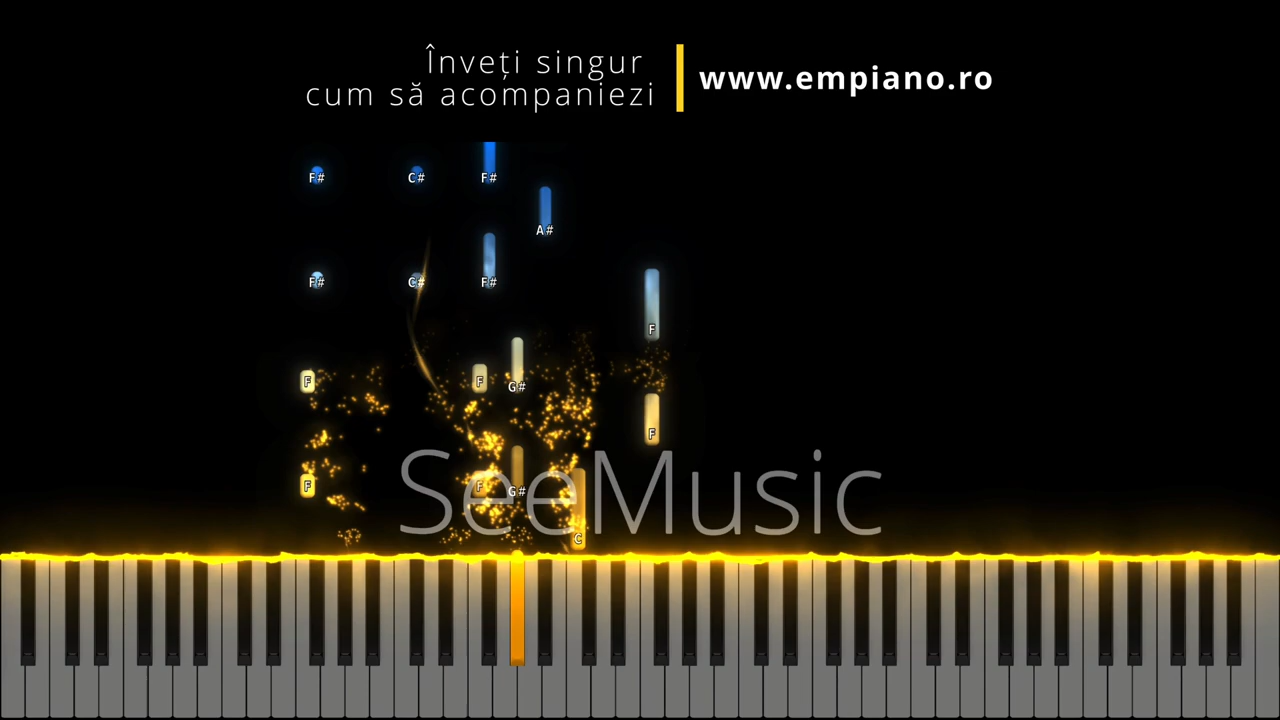 Înveți singur
cum să acompaniezi
www.empiano.ro
F# C# F#
A#
F# C# F#
F
F F G#
F
F F G#
C
SeeMusic